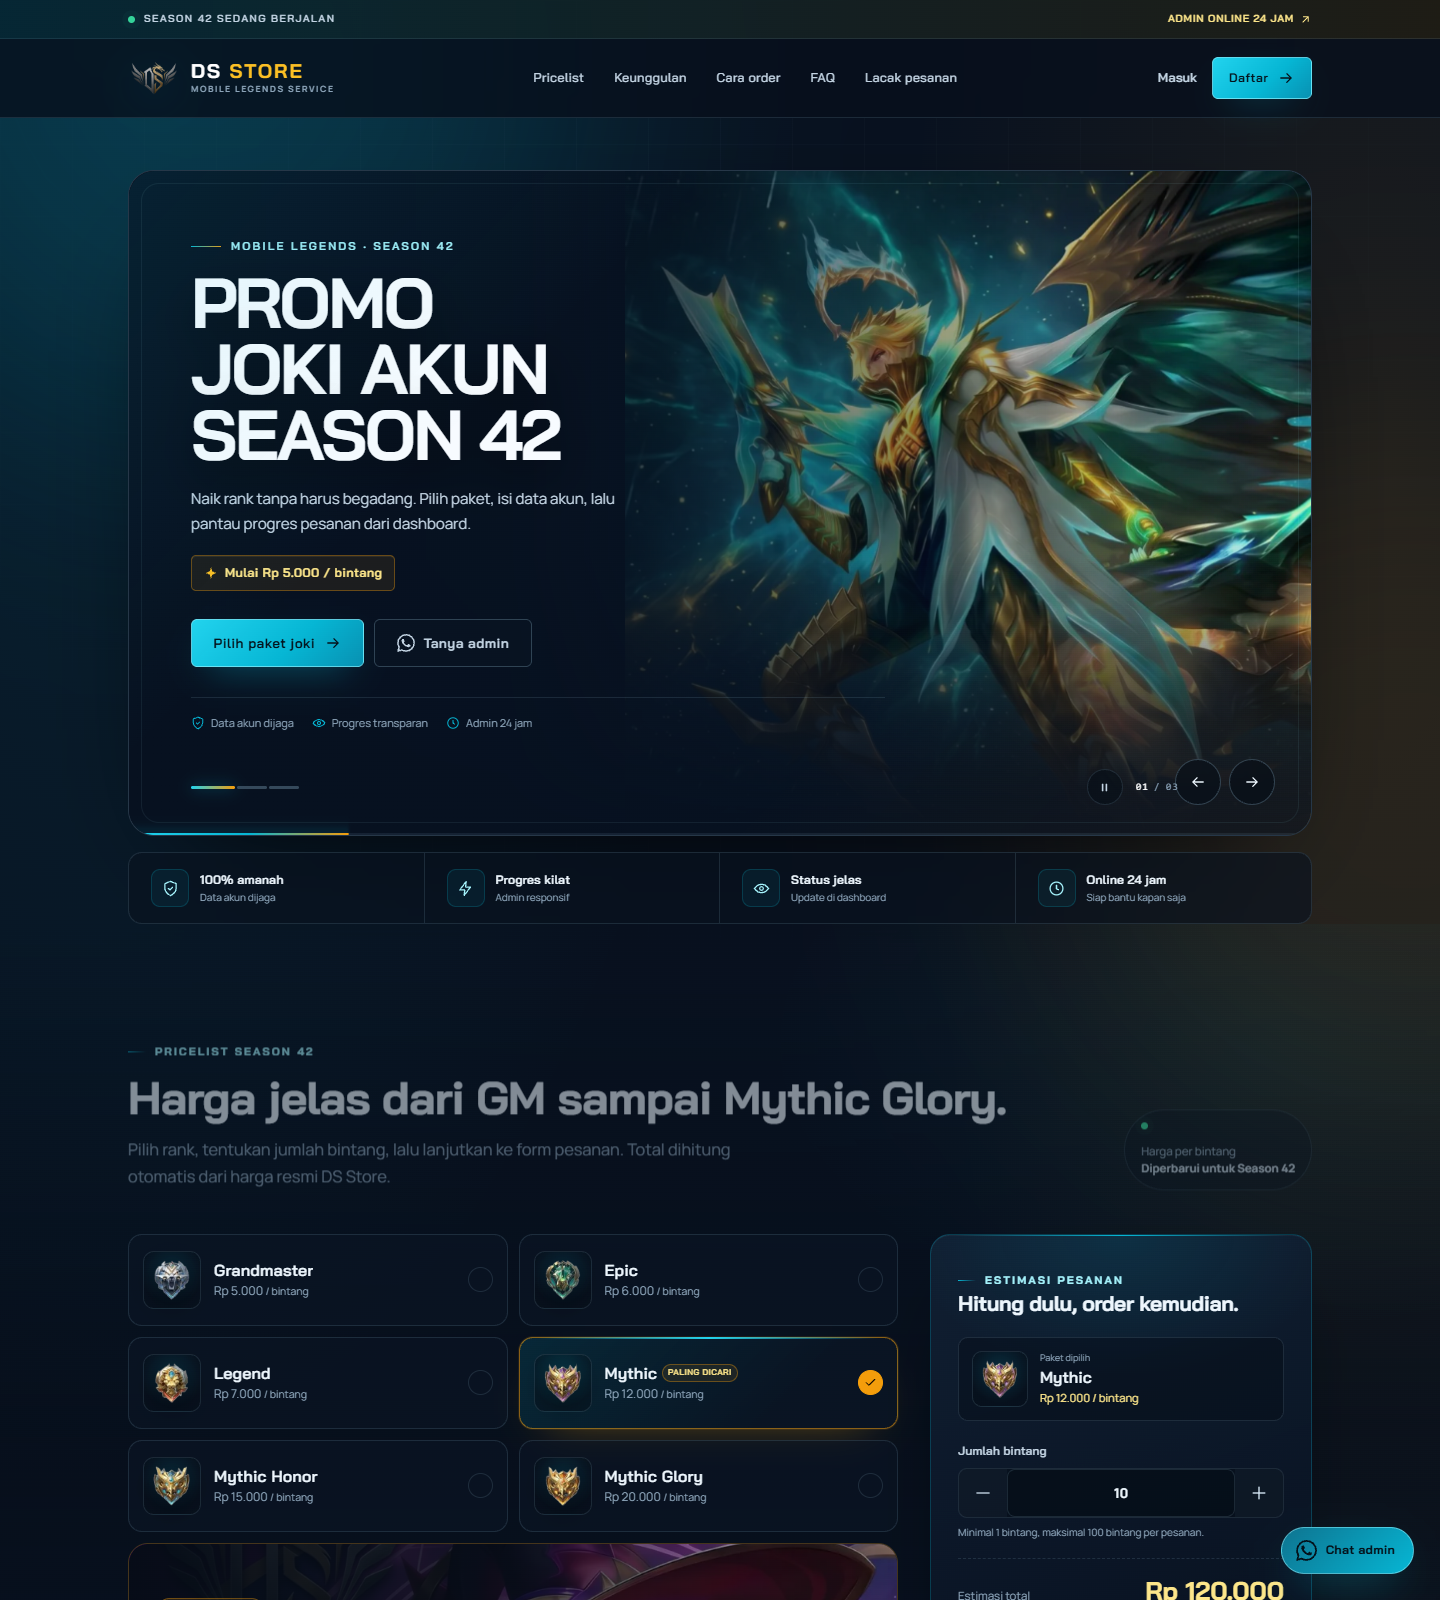 SEASON 42 SEDANG BERJALAN
ADMIN ONLINE 24 JAM
DS STORE
MOBILE LEGENDS SERVICE
Pricelist
Keunggulan
Cara order
FAQ
Lacak pesanan
Masuk
Daftar
MOBILE LEGENDS · SEASON 42
PROMO
JOKI AKUN
SEASON 42
Naik rank tanpa harus begadang. Pilih paket, isi data akun, lalu
pantau progres pesanan dari dashboard.
Mulai Rp 5.000 / bintang
Pilih paket joki
Tanya admin
Data akun dijaga
Progres transparan
Admin 24 jam
01 / 03
100% amanah
Data akun dijaga
Progres kilat
Admin responsif
Status jelas
Update di dashboard
Online 24 jam
Siap bantu kapan saja
PRICELIST SEASON 42
Harga jelas dari GM sampai Mythic Glory.
Pilih rank, tentukan jumlah bintang, lalu lanjutkan ke form pesanan. Total dihitung
otomatis dari harga resmi DS Store.
Harga per bintang
Diperbarui untuk Season 42
Grandmaster
Rp 5.000 / bintang
Epic
Rp 6.000 / bintang
Legend
Rp 7.000 / bintang
Mythic PALING DICARI
Rp 12.000 / bintang
Mythic Honor
Rp 15.000 / bintang
Mythic Glory
Rp 20.000 / bintang
ESTIMASI PESANAN
Hitung dulu, order kemudian.
Paket dipilih
Mythic
Rp 12.000 / bintang
Jumlah bintang
10
Minimal 1 bintang, maksimal 100 bintang per pesanan.
Chat admin
Estimasi total
Rp 120.000